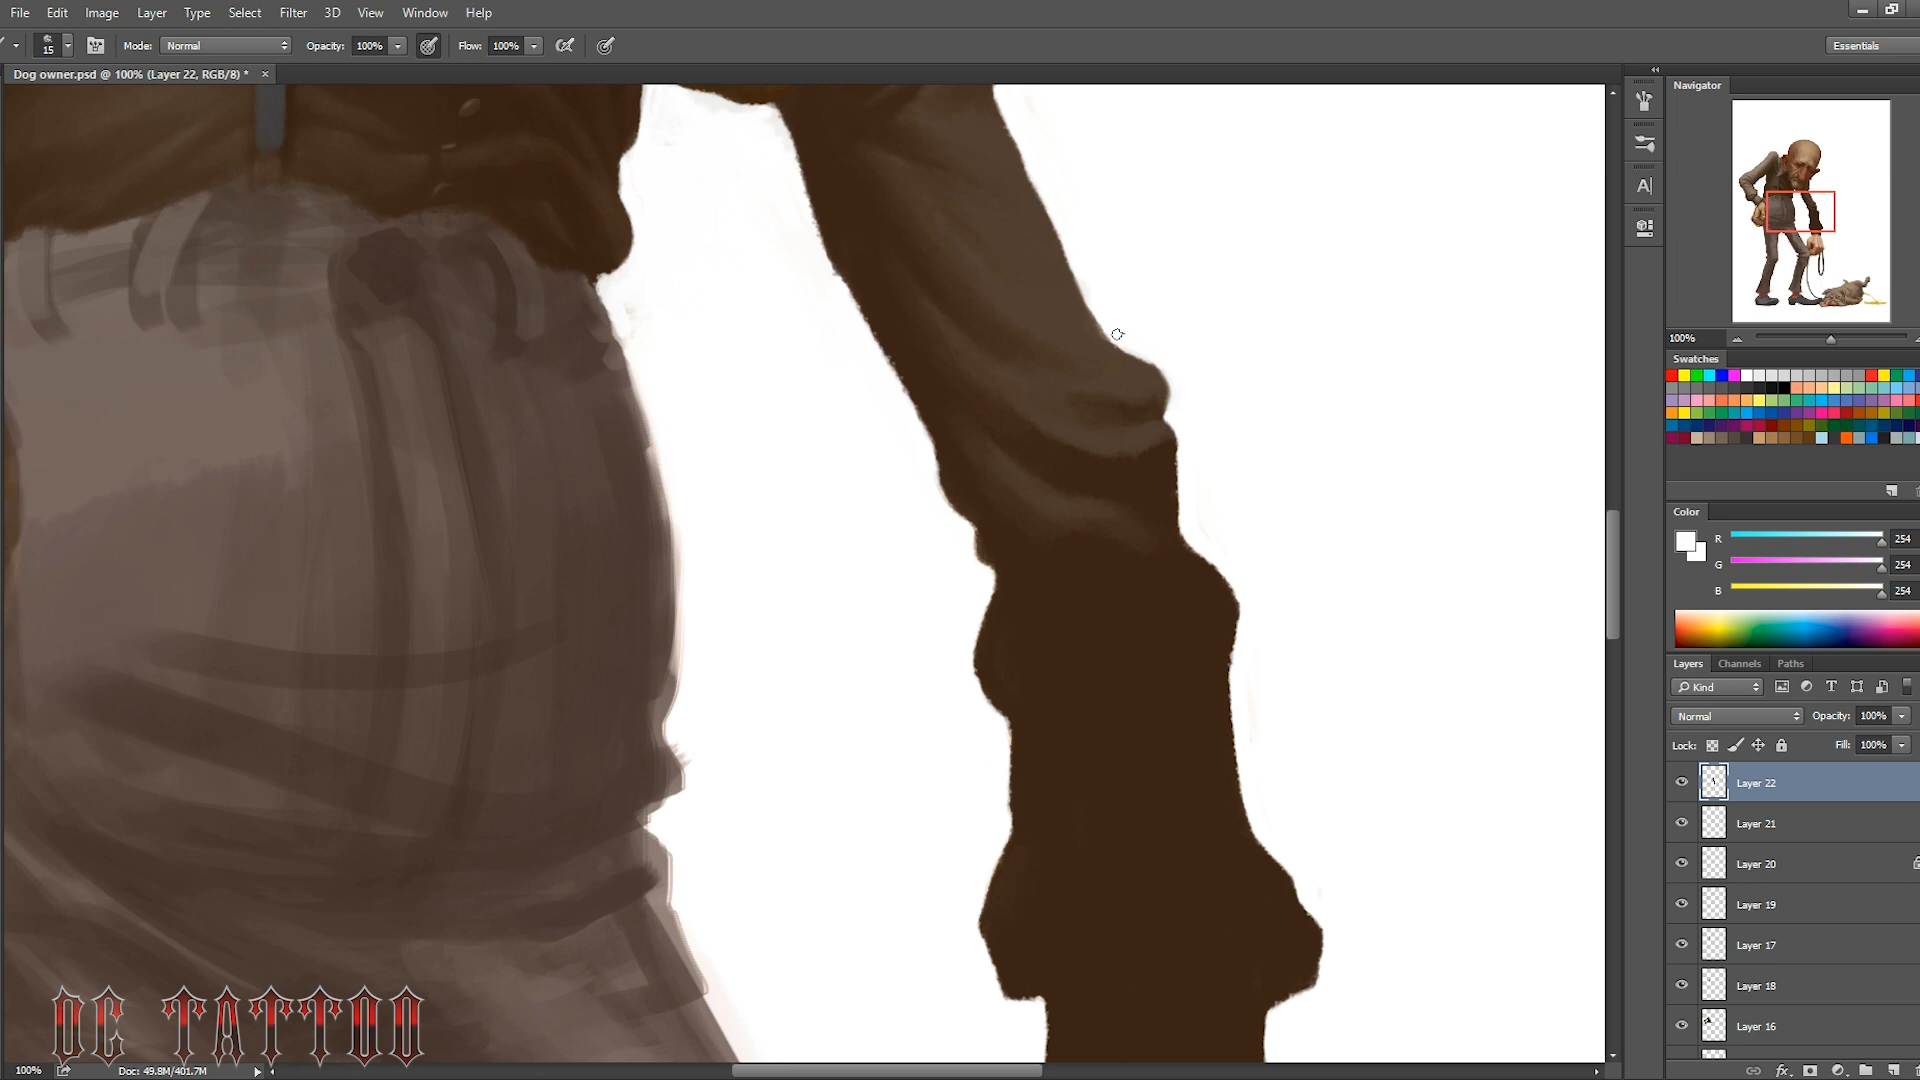 File Edit Image Layer Type Select Filter 3D View Window Help
15 Mode: Normal Opacity: 100% Flow: 100% Essentials
Dog owner.psd @ 100% (Layer 22, RGB/8) * ×
Navigator
100%
Swatches
Color
R 254
G 254
B 254
Layers Channels Paths
Kind
Normal Opacity: 100%
Lock: Fill: 100%
Layer 22
Layer 21
Layer 20
Layer 19
Layer 17
Layer 18
Layer 16
DC TATTOO
100% Doc: 49.8M/401.7M